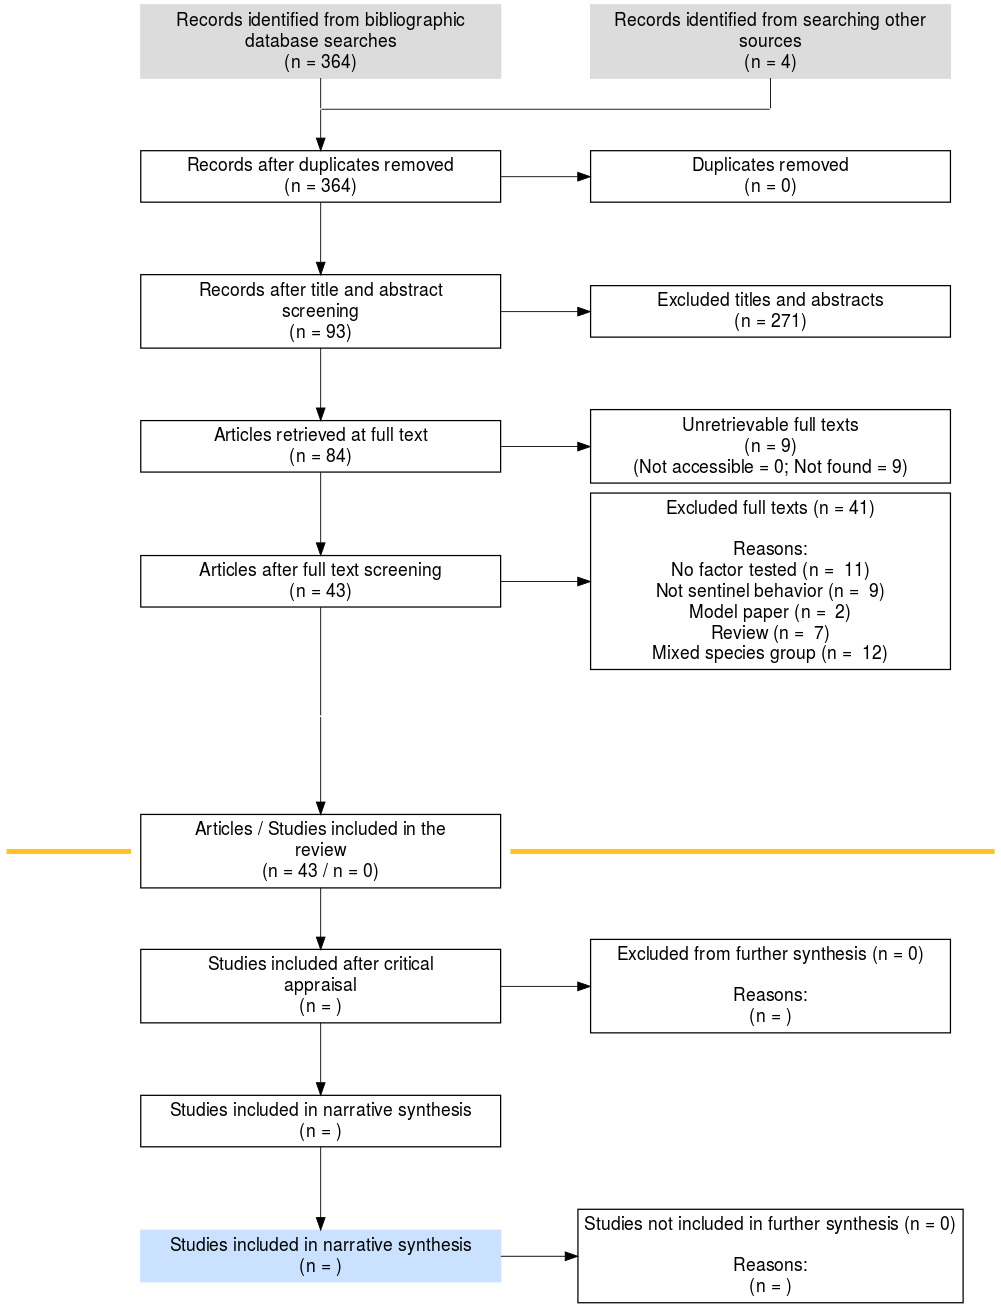 Records identified from bibliographic
database searches
(n = 364)
Records identified from searching other
sources
(n = 4)
Records after duplicates removed
(n = 364)
Duplicates removed
(n = 0)
Records after title and abstract
screening
(n = 93)
Excluded titles and abstracts
(n = 271)
Articles retrieved at full text
(n = 84)
Unretrievable full texts
(n = 9)
(Not accessible = 0; Not found = 9)
Articles after full text screening
(n = 43)
Excluded full texts (n = 41)
Reasons:
No factor tested (n =  11)
Not sentinel behavior (n =  9)
Model paper (n =  2)
Review (n =  7)
Mixed species group (n =  12)
Articles / Studies included in the
review
(n = 43 / n = 0)
Studies included after critical
appraisal
(n = )
Excluded from further synthesis (n = 0)
Reasons:
(n = )
Studies included in narrative synthesis
(n = )
Studies included in narrative synthesis
(n = )
Studies not included in further synthesis (n = 0)
Reasons:
(n = )